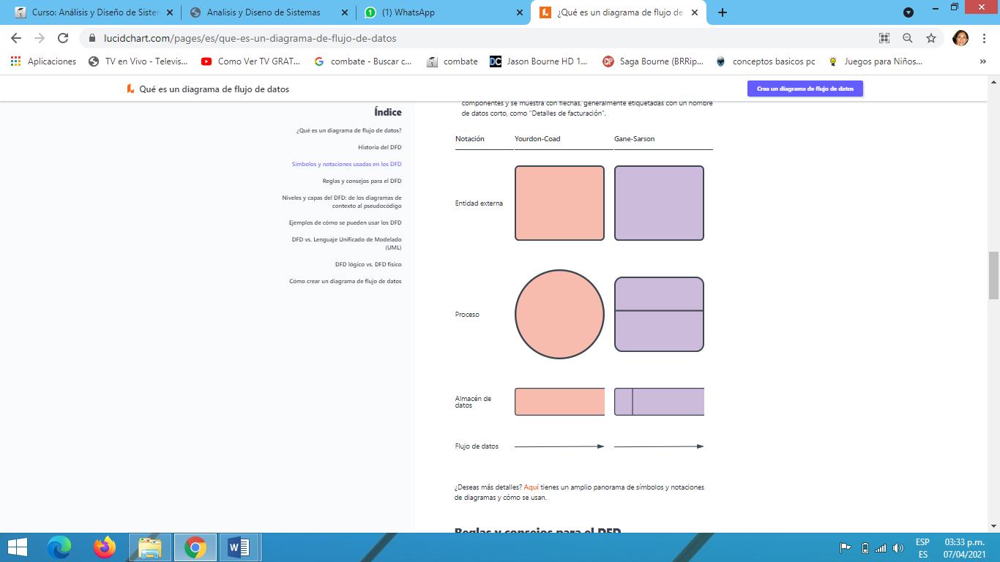 Curso: Análisis y Diseño de Sisten
Analisis y Diseno de Sistemas
(1) WhatsApp
¿Qué es un diagrama de flujo de
lucidchart.com/pages/es/que-es-un-diagrama-de-flujo-de-datos
Aplicaciones
TV en Vivo - Televis...
Como Ver TV GRAT...
combate - Buscar c...
combate
Jason Bourne HD 1...
Saga Bourne (BRRip...
conceptos basicos pc
Juegos para Niños...
»
Qué es un diagrama de flujo de datos
Crea un diagrama de flujo de datos
Índice
¿Qué es un diagrama de flujo de datos?
Historia del DFD
Símbolos y notaciones usadas en los DFD
Reglas y consejos para el DFD
Niveles y capas del DFD: de los diagramas de
contexto al pseudocódigo
Ejemplos de cómo se pueden usar los DFD
DFD vs. Lenguaje Unificado de Modelado
(UML)
DFD lógico vs. DFD físico
Cómo crear un diagrama de flujo de datos
componentes y se muestra con flechas, generalmente etiquetadas con un nombre
de datos corto, como "Detalles de facturación".
Notación Yourdon-Coad Gane-Sarson
Entidad externa
Proceso
Almacén de
datos
Flujo de datos
¿Deseas más detalles? Aquí tienes un amplio panorama de símbolos y notaciones
de diagramas y cómo se usan.
Reglas y consejos para el DFD
ESP 03:33 p.m.
ES 07/04/2021